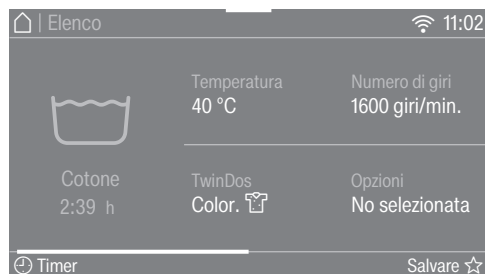 | Elenco 11:02
Temperatura Numero di giri
40 °C 1600 giri/min.
Cotone TwinDos Opzioni
2:39 h Color. No selezionata
Timer Salvare